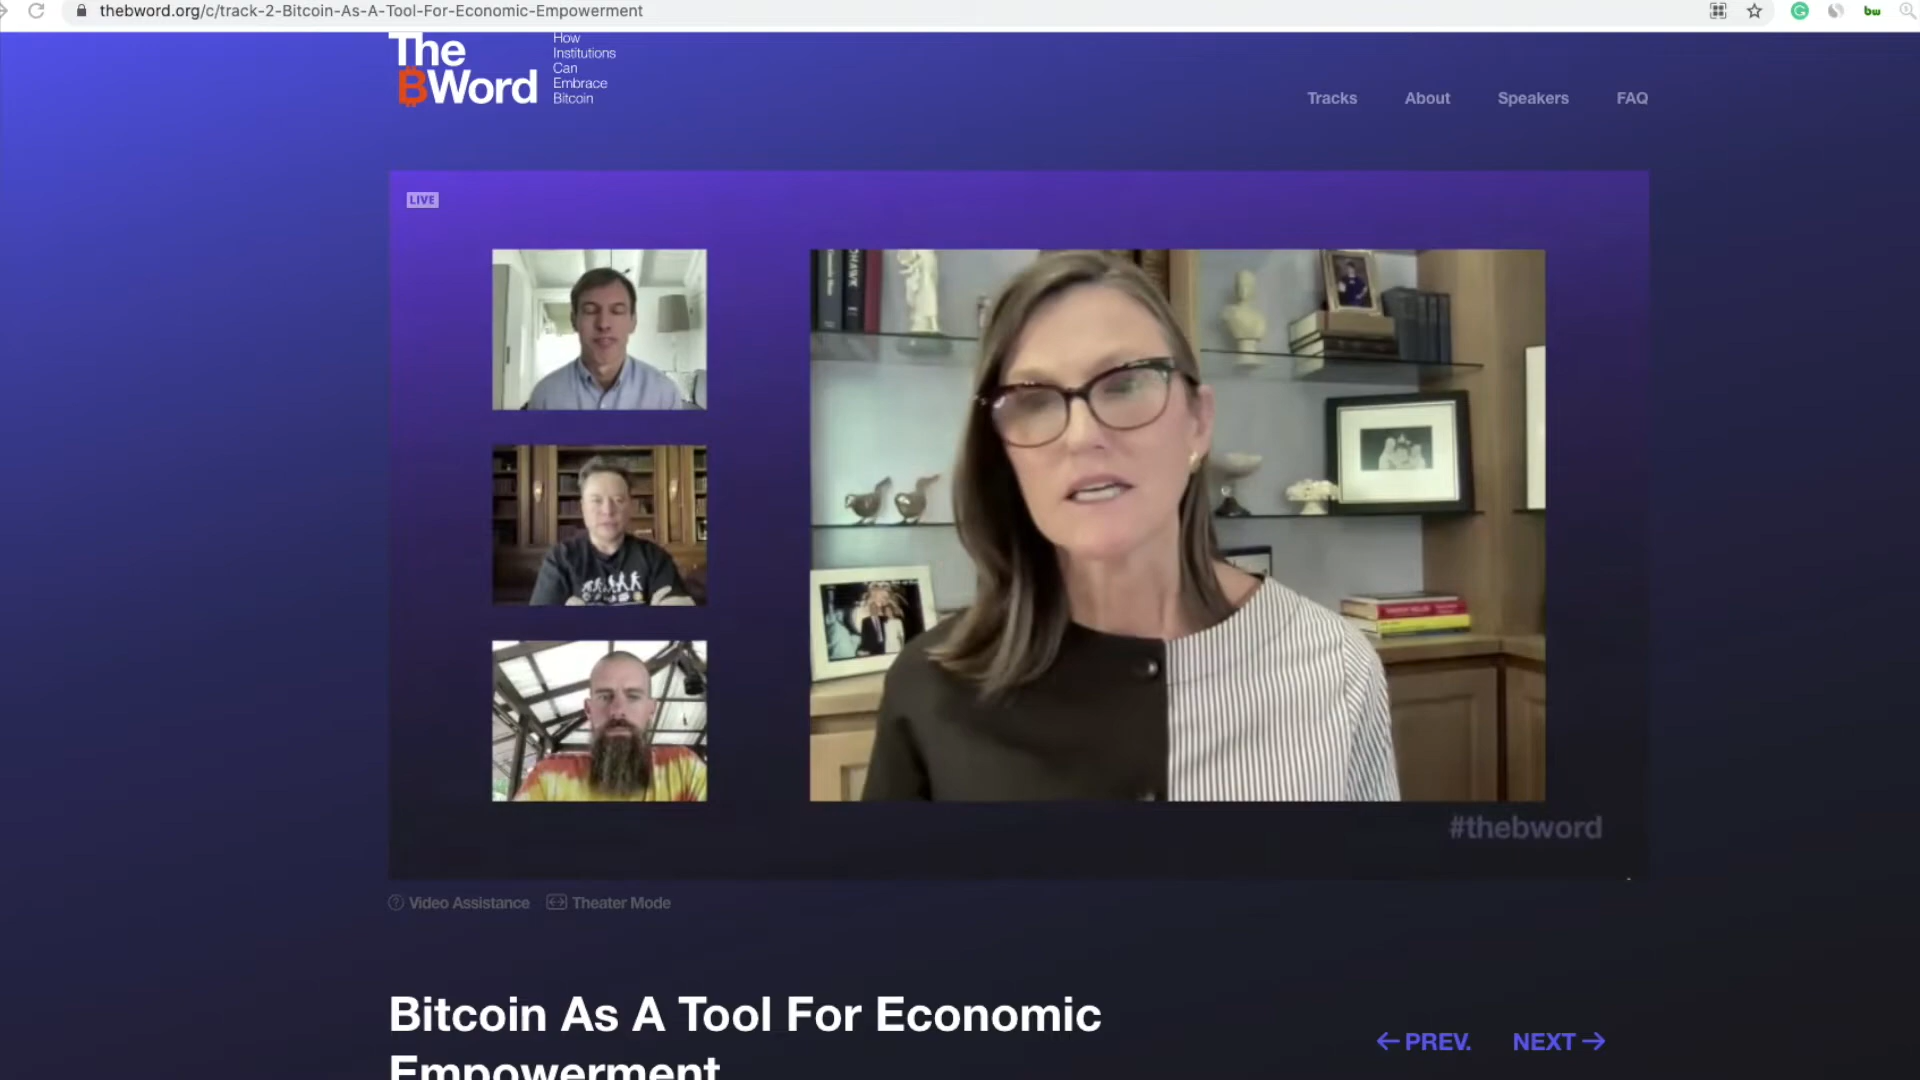 thebword.org/c/track-2-Bitcoin-As-A-Tool-For-Economic-Empowerment
bw
The
BWord
How
Institutions
Can
Embrace
Bitcoin
Tracks
About
Speakers
FAQ
LIVE
#thebword
Video Assistance
Theater Mode
Bitcoin As A Tool For Economic
Empowerment
← PREV.
NEXT →